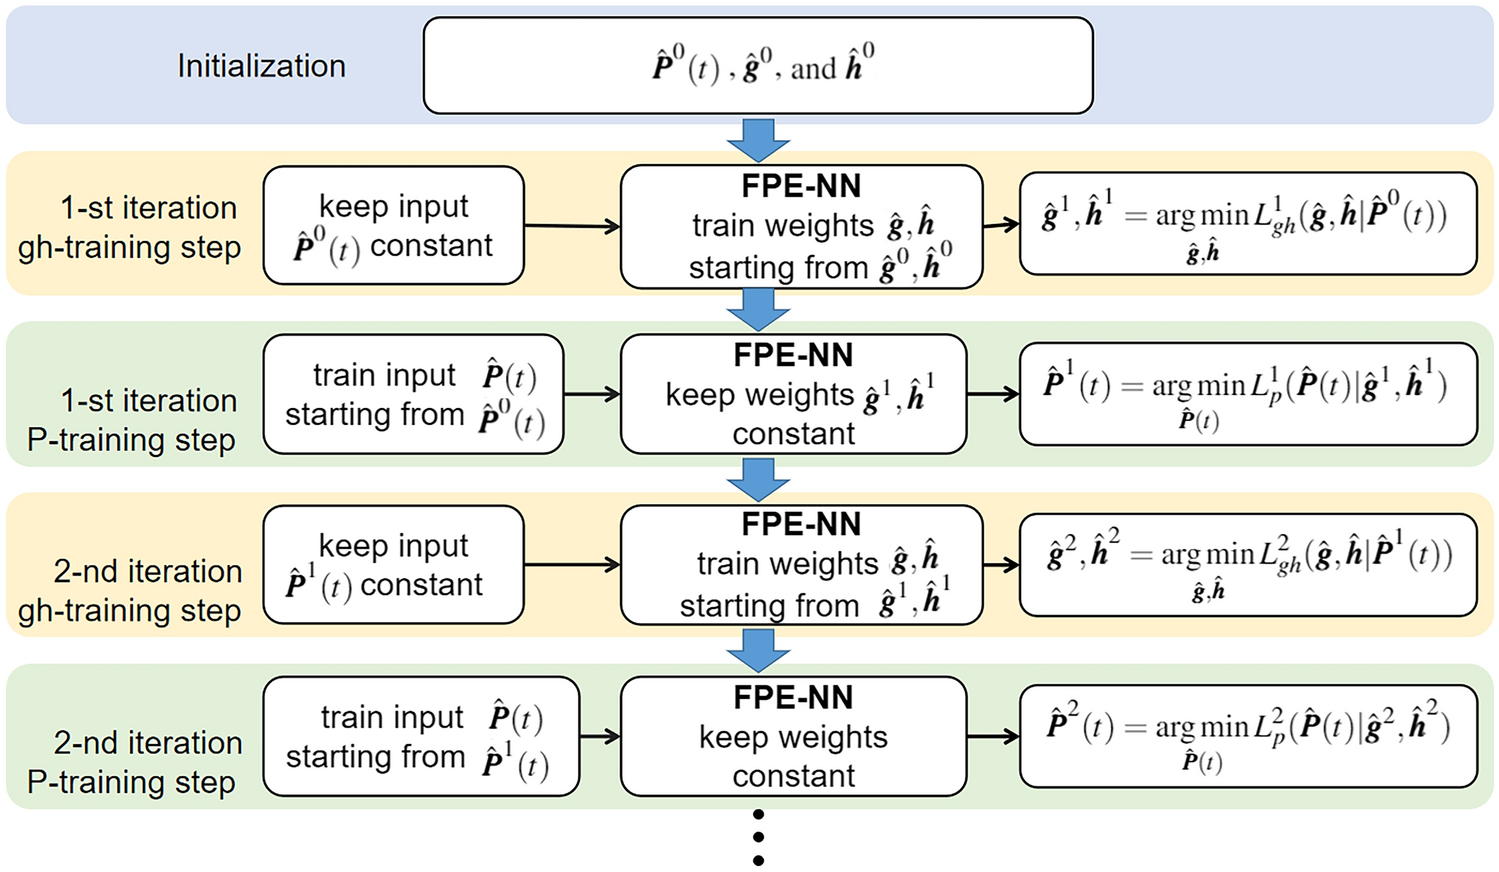 Initialization
P̂⁰(t) , ĝ⁰, and ĥ⁰
1-st iteration
gh-training step
keep input
P̂⁰(t) constant
FPE-NN
train weights ĝ, ĥ
starting from ĝ⁰, ĥ⁰
ĝ¹, ĥ¹ = arg min L¹_gh(ĝ, ĥ|P̂⁰(t))
ĝ,ĥ
1-st iteration
P-training step
train input P̂(t)
starting from P̂⁰(t)
FPE-NN
keep weights ĝ¹, ĥ¹
constant
P̂¹(t) = arg min L¹_p(P̂(t)|ĝ¹, ĥ¹)
P̂(t)
2-nd iteration
gh-training step
keep input
P̂¹(t) constant
FPE-NN
train weights ĝ, ĥ
starting from ĝ¹, ĥ¹
ĝ², ĥ² = arg min L²_gh(ĝ, ĥ|P̂¹(t))
ĝ,ĥ
2-nd iteration
P-training step
train input P̂(t)
starting from P̂¹(t)
FPE-NN
keep weights
constant
P̂²(t) = arg min L²_p(P̂(t)|ĝ², ĥ²)
P̂(t)